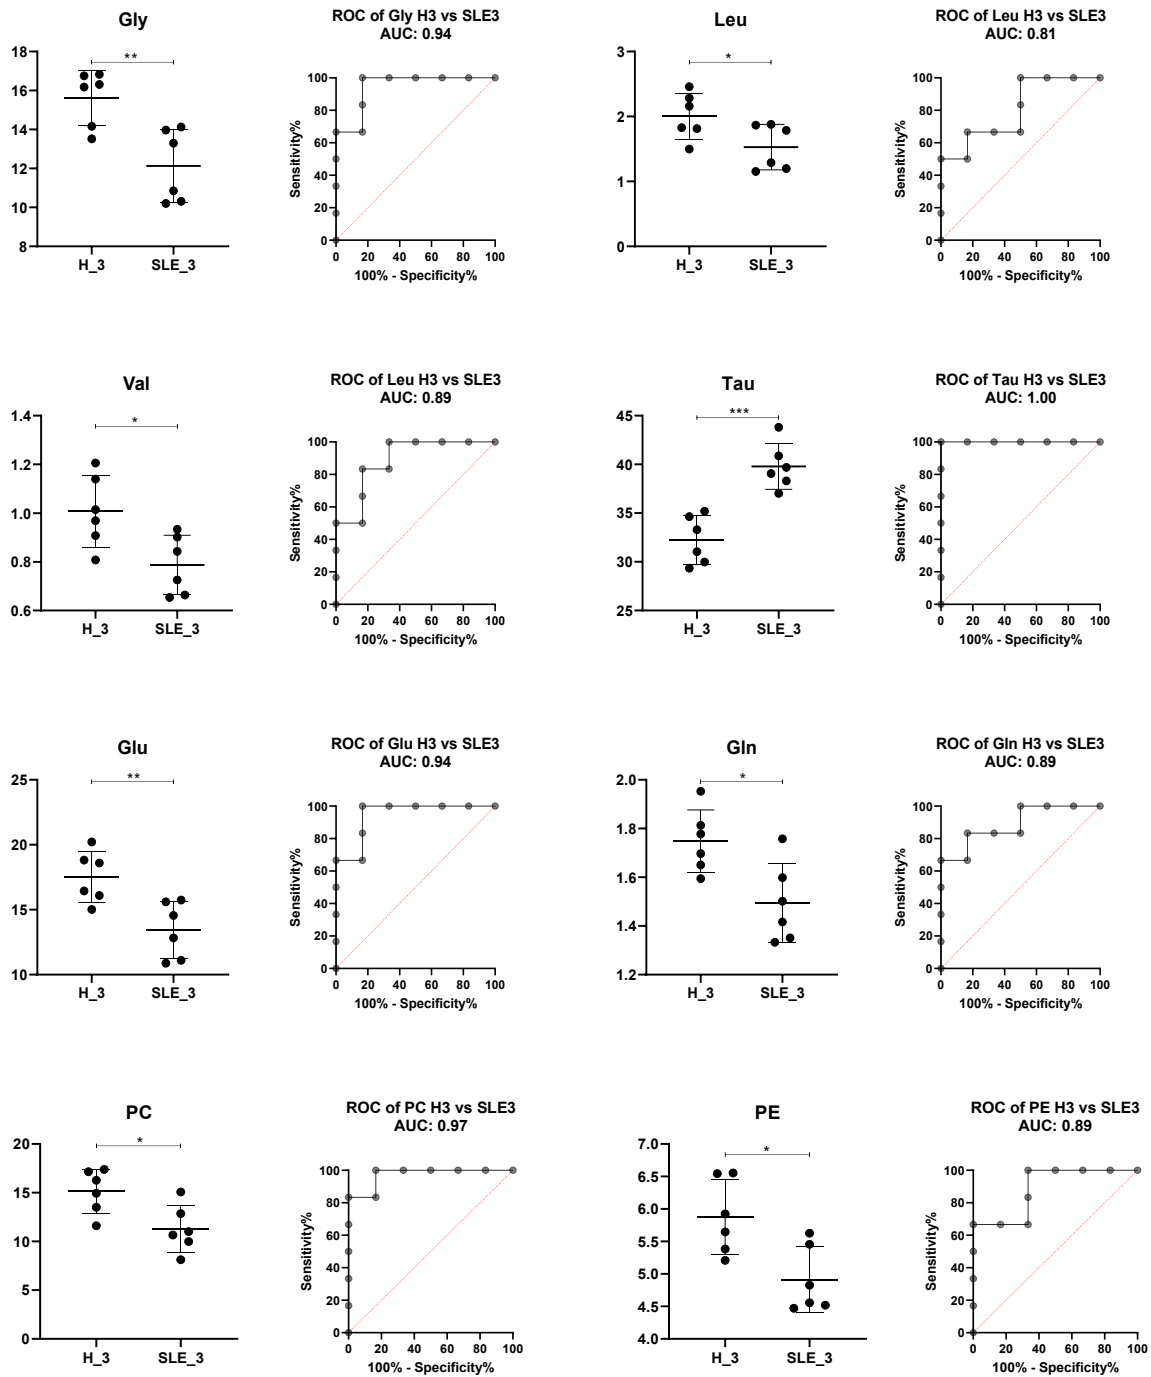 Gly
18
16
14
12
10
8
**
H_3 SLE_3
ROC of Gly H3 vs SLE3
AUC: 0.94
Sensitivity%
100
80
60
40
20
0
0 20 40 60 80 100
100% - Specificity%
Leu
3
2
1
0
*
H_3 SLE_3
ROC of Leu H3 vs SLE3
AUC: 0.81
Sensitivity%
100
80
60
40
20
0
0 20 40 60 80 100
100% - Specificity%
Val
1.4
1.2
1.0
0.8
0.6
*
H_3 SLE_3
ROC of Leu H3 vs SLE3
AUC: 0.89
Sensitivity%
100
80
60
40
20
0
0 20 40 60 80 100
100% - Specificity%
Tau
45
40
35
30
25
***
H_3 SLE_3
ROC of Tau H3 vs SLE3
AUC: 1.00
Sensitivity%
100
80
60
40
20
0
0 20 40 60 80 100
100% - Specificity%
Glu
25
20
15
10
**
H_3 SLE_3
ROC of Glu H3 vs SLE3
AUC: 0.94
Sensitivity%
100
80
60
40
20
0
0 20 40 60 80 100
100% - Specificity%
Gln
2.0
1.8
1.6
1.4
1.2
*
H_3 SLE_3
ROC of Gln H3 vs SLE3
AUC: 0.89
Sensitivity%
100
80
60
40
20
0
0 20 40 60 80 100
100% - Specificity%
PC
20
15
10
5
0
*
H_3 SLE_3
ROC of PC H3 vs SLE3
AUC: 0.97
Sensitivity%
100
80
60
40
20
0
0 20 40 60 80 100
100% - Specificity%
PE
7.0
6.5
6.0
5.5
5.0
4.5
4.0
*
H_3 SLE_3
ROC of PE H3 vs SLE3
AUC: 0.89
Sensitivity%
100
80
60
40
20
0
0 20 40 60 80 100
100% - Specificity%